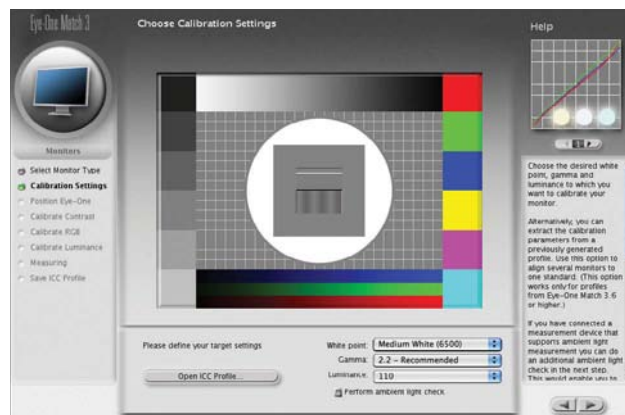 Eye-One Match 3
Choose Calibration Settings
Monitors
Select Monitor Type
Calibration Settings
Position Eye-One
Calibrate Contrast
Calibrate RGB
Calibrate Luminance
Measuring
Save ICC Profile
Please define your target settings
Open ICC Profile...
White point: Medium White (6500)
Gamma: 2.2 – Recommended
Luminance: 110
Perform ambient light check
Help
1
Choose the desired white
point, gamma and
luminance to which you
want to calibrate your
monitor.
Alternatively, you can
extract the calibration
parameters from a
previously generated
profile. Use this option to
align several monitors to
one standard. (This option
works only for profiles
from Eye-One Match 3.6
or higher.)
If you have connected a
measurement device that
supports ambient light
measurement you can do
an additional ambient light
check in the next step.
This would enable you to